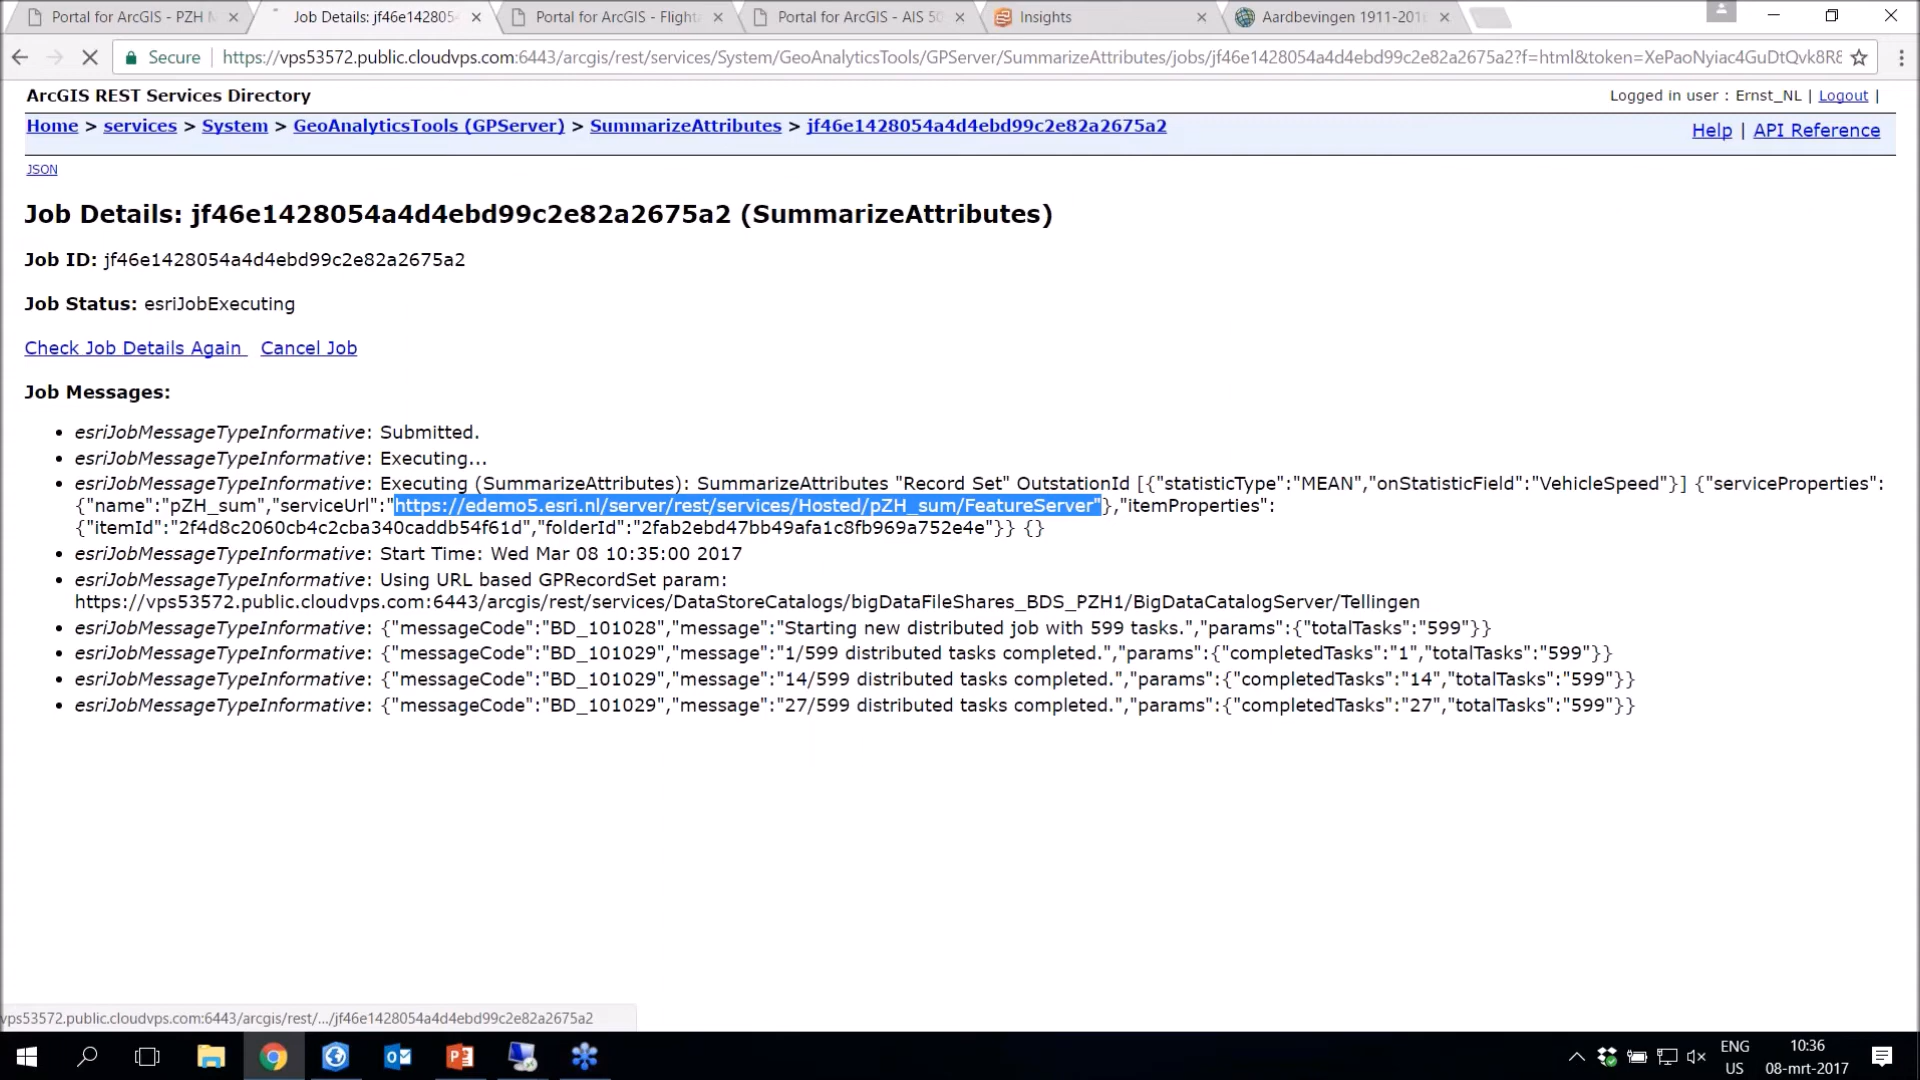 Portal for ArcGIS - PZH M
Job Details: jf46e142805
Portal for ArcGIS - Flight
Portal for ArcGIS - AIS 50
Insights
Aardbevingen 1911-201
Secure
https://vps53572.public.cloudvps.com:6443/arcgis/rest/services/System/GeoAnalyticsTools/GPServer/SummarizeAttributes/jobs/jf46e1428054a4d4ebd99c2e82a2675a2?f=html&token=XePaoNyiac4GuDtQvk8R8
ArcGIS REST Services Directory
Logged in user : Ernst_NL | Logout |
Home > services > System > GeoAnalyticsTools (GPServer) > SummarizeAttributes > jf46e1428054a4d4ebd99c2e82a2675a2
Help | API Reference
JSON
Job Details: jf46e1428054a4d4ebd99c2e82a2675a2 (SummarizeAttributes)
Job ID: jf46e1428054a4d4ebd99c2e82a2675a2
Job Status: esriJobExecuting
Check Job Details Again Cancel Job
Job Messages:
• esriJobMessageTypeInformative: Submitted.
• esriJobMessageTypeInformative: Executing...
• esriJobMessageTypeInformative: Executing (SummarizeAttributes): SummarizeAttributes "Record Set" OutstationId [{"statisticType":"MEAN","onStatisticField":"VehicleSpeed"}] {"serviceProperties":
{"name":"pZH_sum","serviceUrl":"https://edemo5.esri.nl/server/rest/services/Hosted/pZH_sum/FeatureServer"},"itemProperties":
{"itemId":"2f4d8c2060cb4c2cba340caddb54f61d","folderId":"2fab2ebd47bb49afa1c8fb969a752e4e"}} {}
• esriJobMessageTypeInformative: Start Time: Wed Mar 08 10:35:00 2017
• esriJobMessageTypeInformative: Using URL based GPRecordSet param:
https://vps53572.public.cloudvps.com:6443/arcgis/rest/services/DataStoreCatalogs/bigDataFileShares_BDS_PZH1/BigDataCatalogServer/Tellingen
• esriJobMessageTypeInformative: {"messageCode":"BD_101028","message":"Starting new distributed job with 599 tasks.","params":{"totalTasks":"599"}}
• esriJobMessageTypeInformative: {"messageCode":"BD_101029","message":"1/599 distributed tasks completed.","params":{"completedTasks":"1","totalTasks":"599"}}
• esriJobMessageTypeInformative: {"messageCode":"BD_101029","message":"14/599 distributed tasks completed.","params":{"completedTasks":"14","totalTasks":"599"}}
• esriJobMessageTypeInformative: {"messageCode":"BD_101029","message":"27/599 distributed tasks completed.","params":{"completedTasks":"27","totalTasks":"599"}}
vps53572.public.cloudvps.com:6443/arcgis/rest/.../jf46e1428054a4d4ebd99c2e82a2675a2
ENG
US
10:36
08-mrt-2017